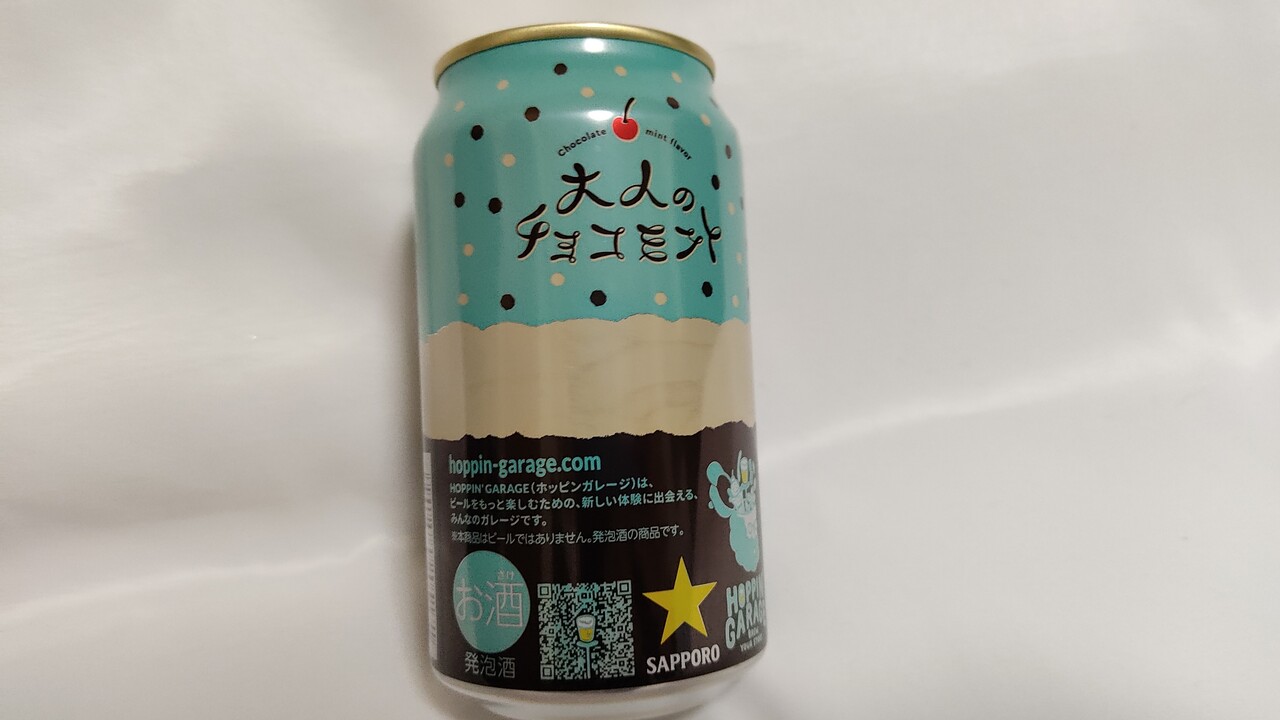 Chocolate mint flavor
大人の
チョコミント
hoppin-garage.com
HOPPIN' GARAGE(ホッピンガレージ)は、
ビールをもっと楽しむための、新しい体験に出会える、
みんなのガレージです。
※本商品はビールではありません。発泡酒の商品です。
さけ
お酒
発泡酒
SAPPORO
HOPPIN'
GARAGE